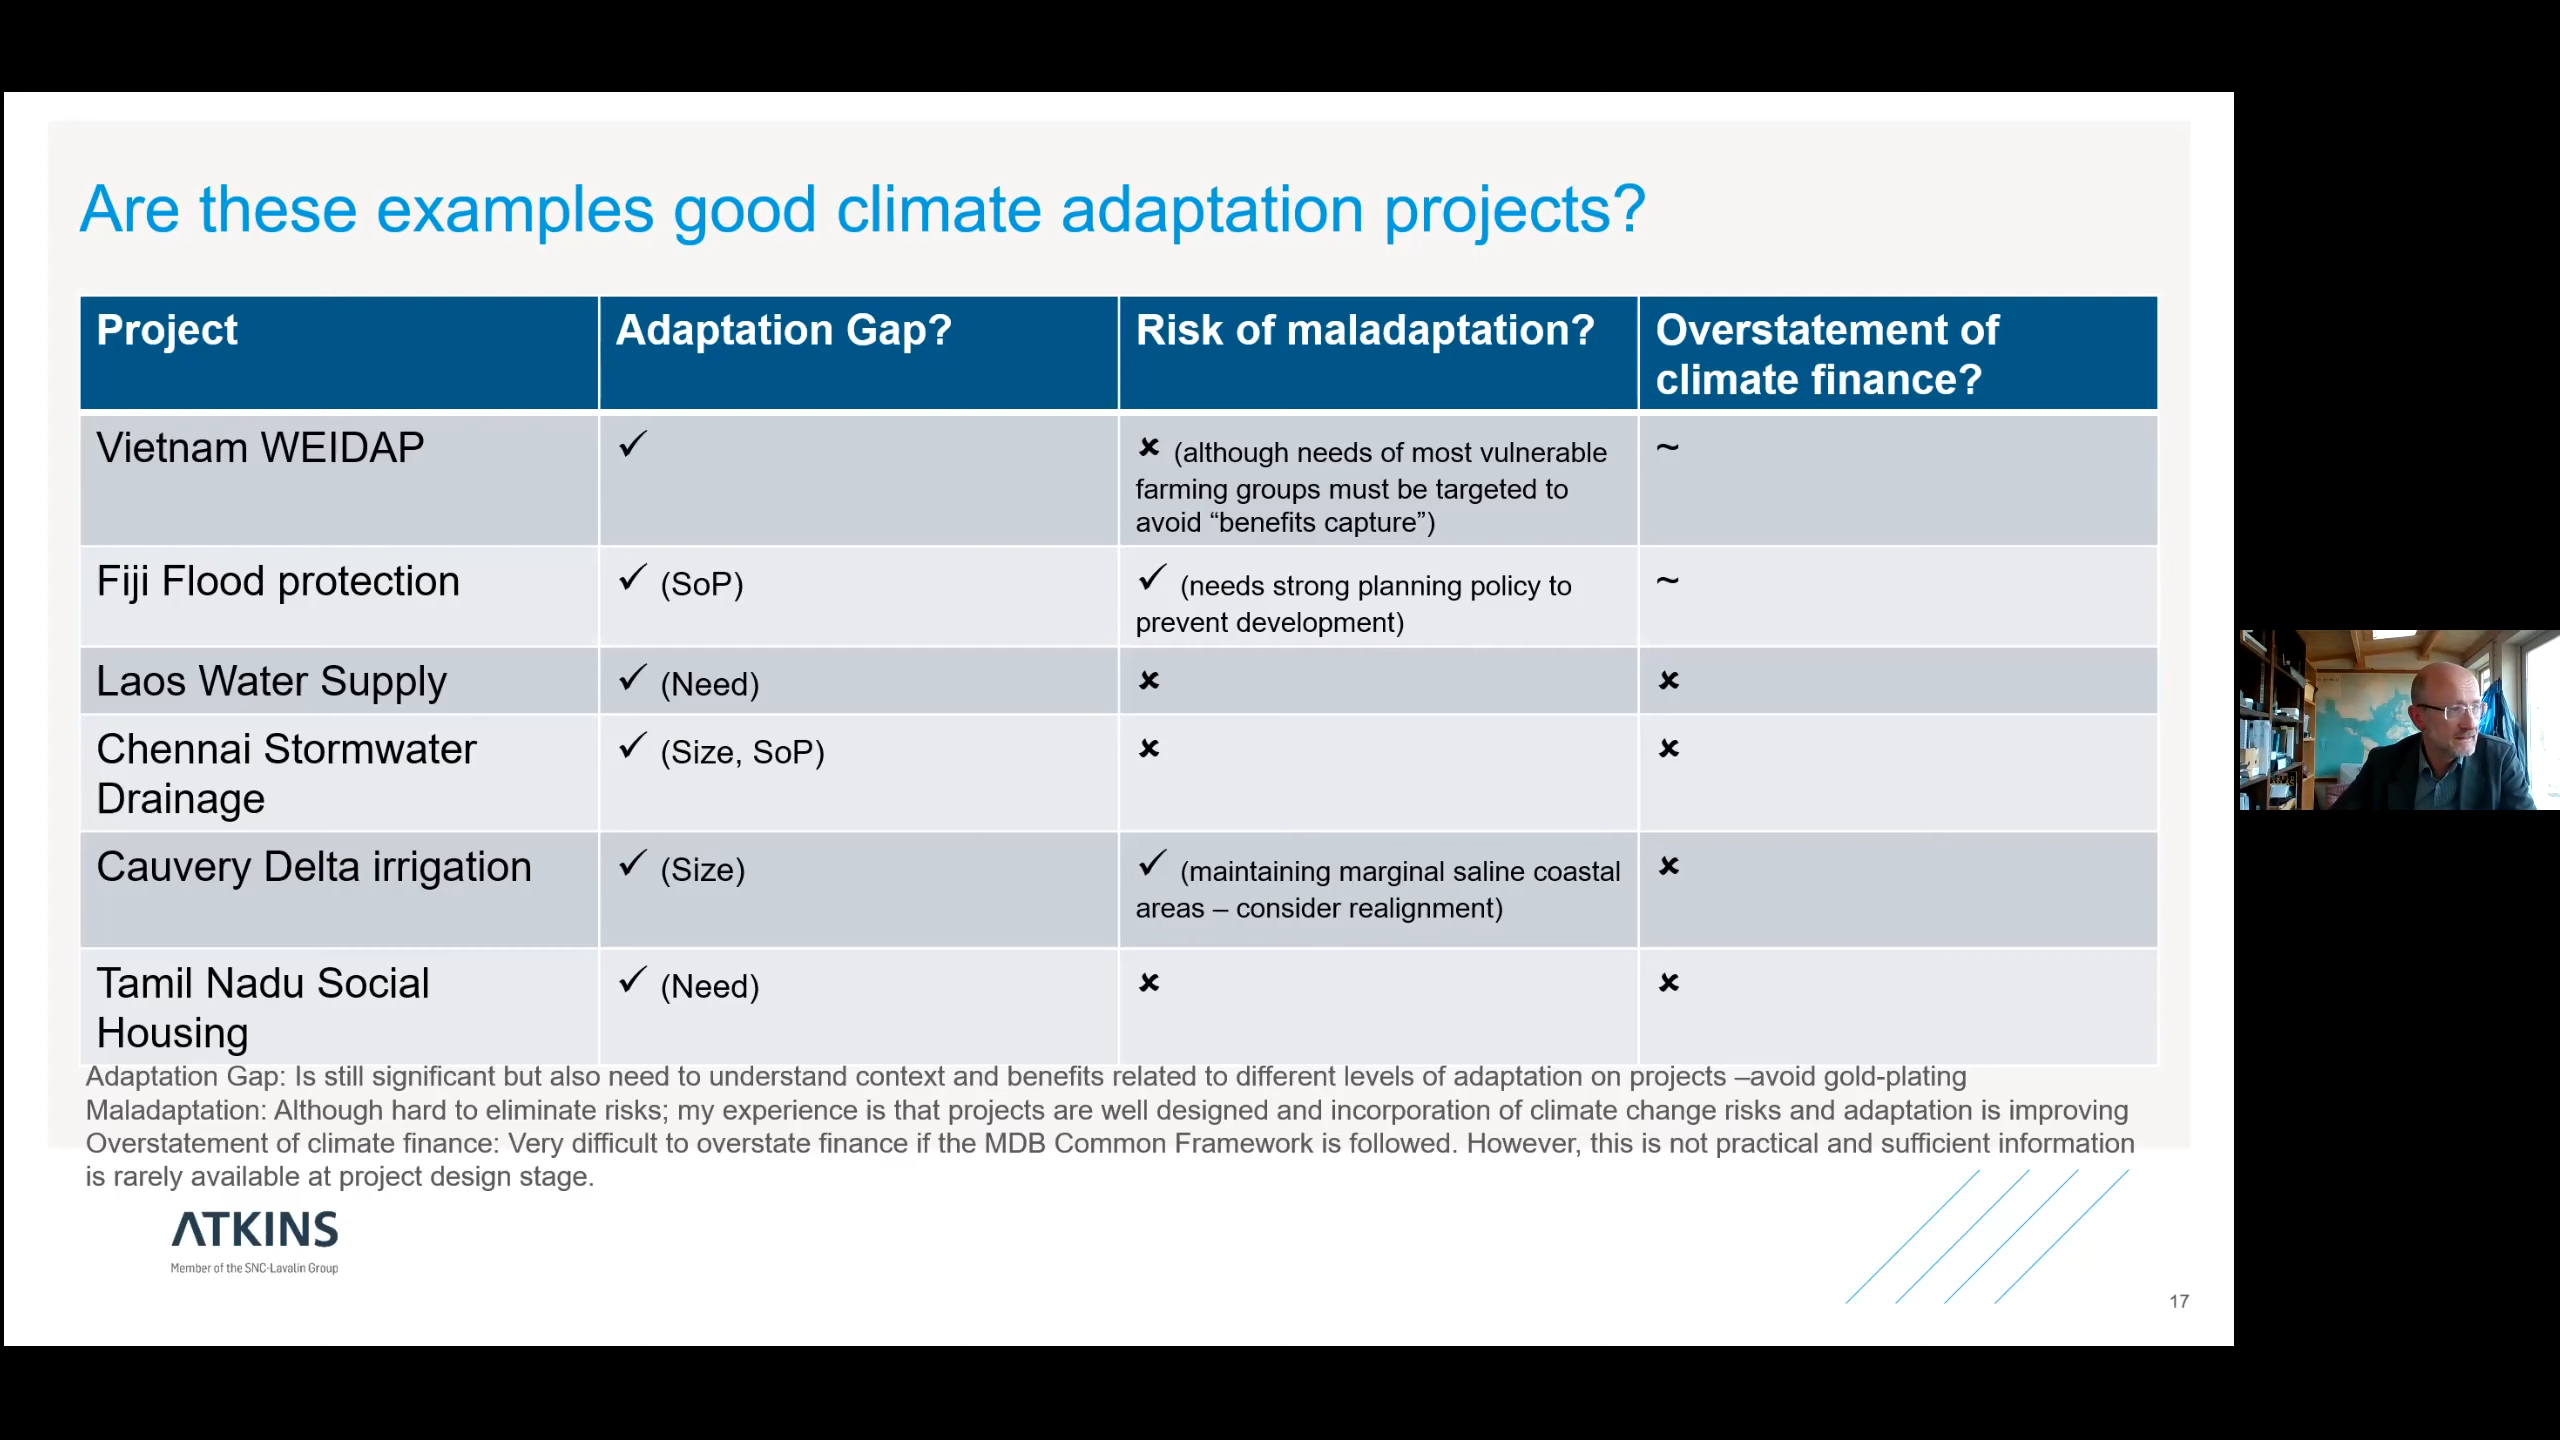 Are these examples good climate adaptation projects?
Project
Adaptation Gap?
Risk of maladaptation?
Overstatement of
climate finance?
Vietnam WEIDAP
✓
✘ (although needs of most vulnerable
farming groups must be targeted to
avoid “benefits capture”)
~
Fiji Flood protection
✓ (SoP)
✓ (needs strong planning policy to
prevent development)
~
Laos Water Supply
✓ (Need)
✘
✘
Chennai Stormwater
Drainage
✓ (Size, SoP)
✘
✘
Cauvery Delta irrigation
✓ (Size)
✓ (maintaining marginal saline coastal
areas – consider realignment)
✘
Tamil Nadu Social
Housing
✓ (Need)
✘
✘
Adaptation Gap: Is still significant but also need to understand context and benefits related to different levels of adaptation on projects –avoid gold-plating
Maladaptation: Although hard to eliminate risks; my experience is that projects are well designed and incorporation of climate change risks and adaptation is improving
Overstatement of climate finance: Very difficult to overstate finance if the MDB Common Framework is followed. However, this is not practical and sufficient information
is rarely available at project design stage.
ATKINS
Member of the SNC-Lavalin Group
17